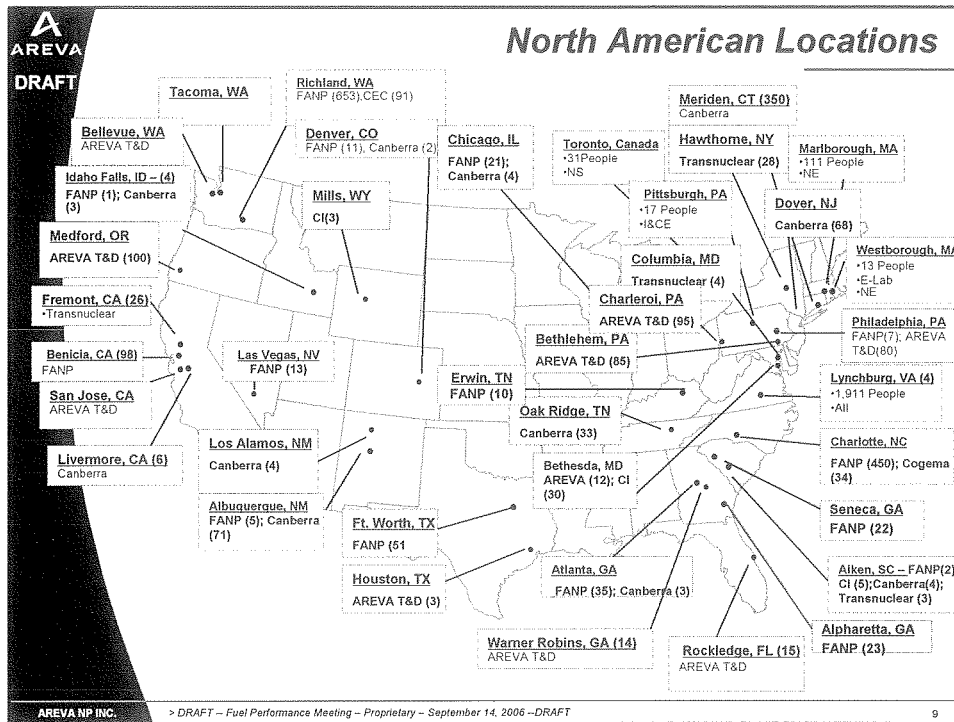 AREVA
DRAFT
North American Locations
Tacoma, WA
Richland, WA
FANP (653),CEC (91)
Bellevue, WA
AREVA T&D
Denver, CO
FANP (11), Canberra (2)
Chicago, IL
FANP (21);
Canberra (4)
Toronto, Canada
•31People
•NS
Meriden, CT (350)
Canberra
Hawthorne, NY
Transnuclear (28)
Marlborough, MA
•111 People
•NE
Idaho Falls, ID – (4)
FANP (1); Canberra
(3)
Mills, WY
CI(3)
Pittsburgh, PA
•17 People
•I&CE
Dover, NJ
Canberra (68)
Medford, OR
AREVA T&D (100)
Columbia, MD
Transnuclear (4)
Westborough, MA
•13 People
•E-Lab
•NE
Fremont, CA (26)
•Transnuclear
Charleroi, PA
AREVA T&D (95)
Philadelphia, PA
FANP(7); AREVA
T&D(80)
Benicia, CA (98)
FANP
Las Vegas, NV
FANP (13)
Bethlehem, PA
AREVA T&D (85)
San Jose, CA
AREVA T&D
Erwin, TN
FANP (10)
Lynchburg, VA (4)
•1,911 People
•All
Oak Ridge, TN
Canberra (33)
Livermore, CA (6)
Canberra
Los Alamos, NM
Canberra (4)
Bethesda, MD
AREVA (12); CI
(30)
Charlotte, NC
FANP (450); Cogema
(34)
Albuquerque, NM
FANP (5); Canberra
(71)
Ft. Worth, TX
FANP (51
Seneca, GA
FANP (22)
Houston, TX
AREVA T&D (3)
Atlanta, GA
FANP (35); Canberra (3)
Aiken, SC – FANP(2)
CI (5);Canberra(4);
Transnuclear (3)
Warner Robins, GA (14)
AREVA T&D
Rockledge, FL (15)
AREVA T&D
Alpharetta, GA
FANP (23)
AREVA NP INC.
> DRAFT – Fuel Performance Meeting – Proprietary – September 14, 2006 --DRAFT
9